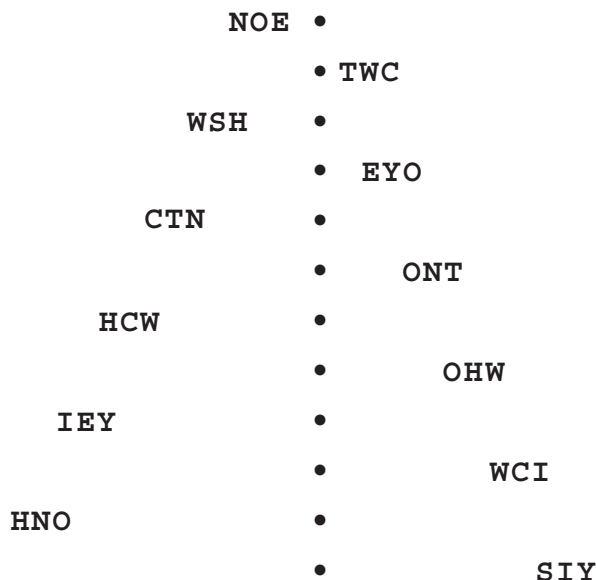 NOE •
• TWC
WSH •
• EYO
CTN •
• ONT
HCW •
• OHW
IEY •
• WCI
HNO •
• SIY